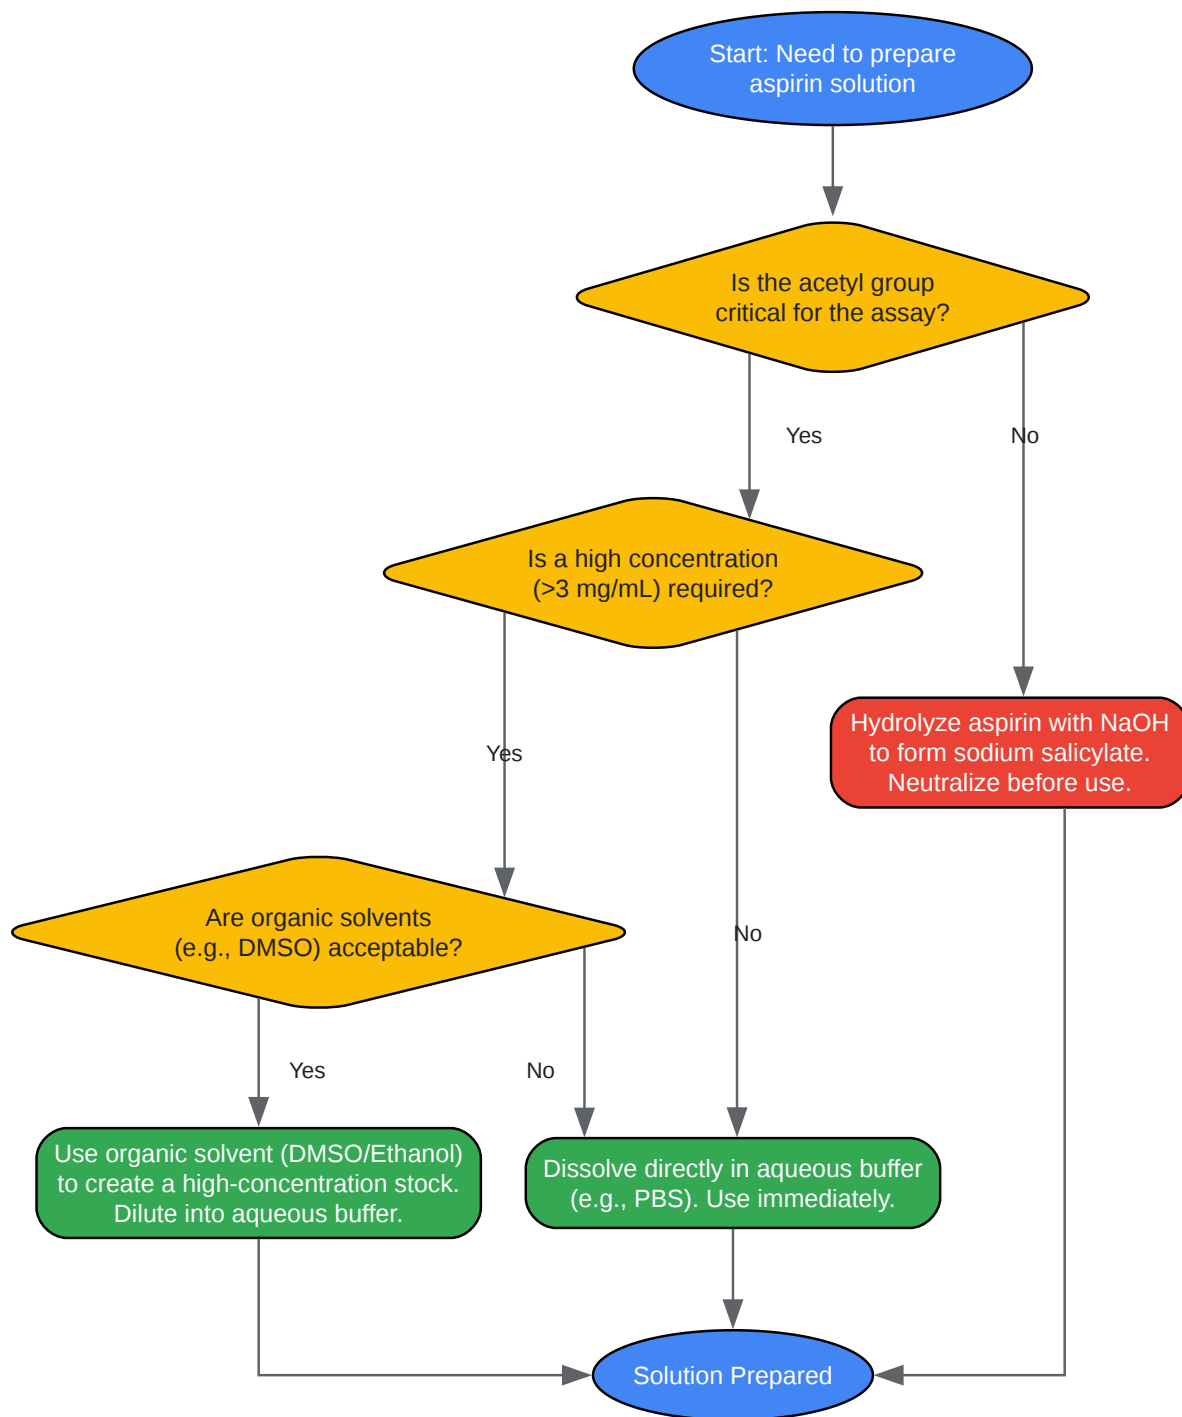 Start: Need to prepare
aspirin solution
Is the acetyl group
critical for the assay?
Yes
No
Is a high concentration
(>3 mg/mL) required?
Yes
No
Hydrolyze aspirin with NaOH
to form sodium salicylate.
Neutralize before use.
Are organic solvents
(e.g., DMSO) acceptable?
Yes
No
Use organic solvent (DMSO/Ethanol)
to create a high-concentration stock.
Dilute into aqueous buffer.
Dissolve directly in aqueous buffer
(e.g., PBS). Use immediately.
Solution Prepared